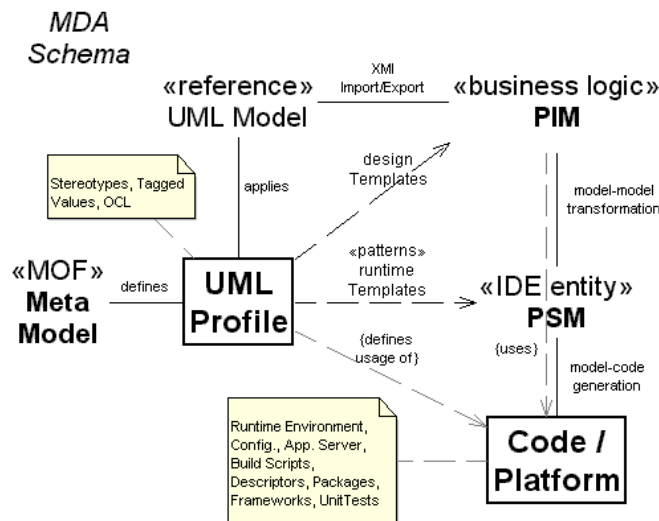 MDA
Schema
«reference»
UML Model
XMI
Import/Export
«business logic»
PIM
Stereotypes, Tagged
Values, OCL
applies
design
Templates
model-model
transformation
«MOF»
Meta
Model
defines
UML
Profile
«patterns»
runtime
Templates
«IDE entity»
PSM
{defines
usage of}
{uses}
model-code
generation
Runtime Environment,
Config., App. Server,
Build Scripts,
Descriptors, Packages,
Frameworks, UnitTests
Code /
Platform